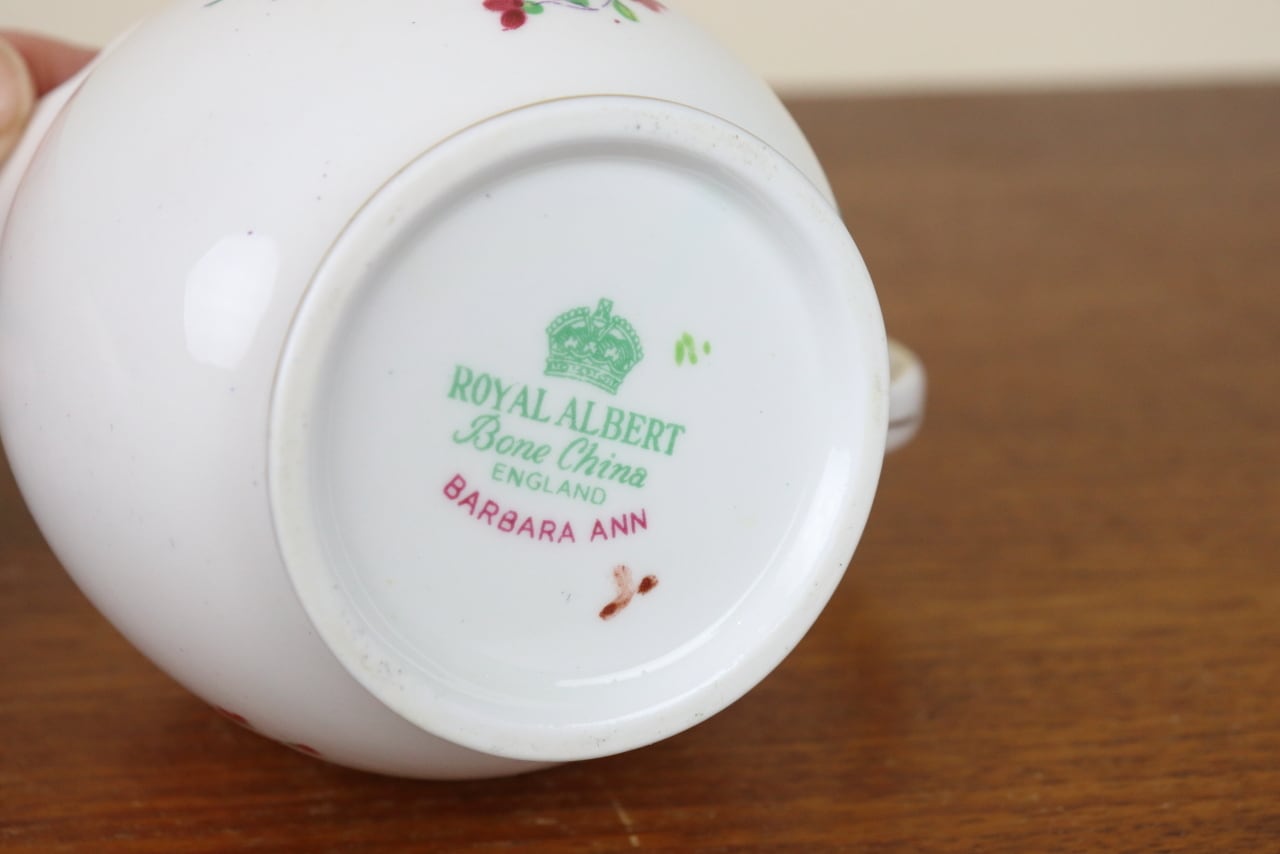 ROYAL ALBERT
Bone China
ENGLAND
BARBARA ANN